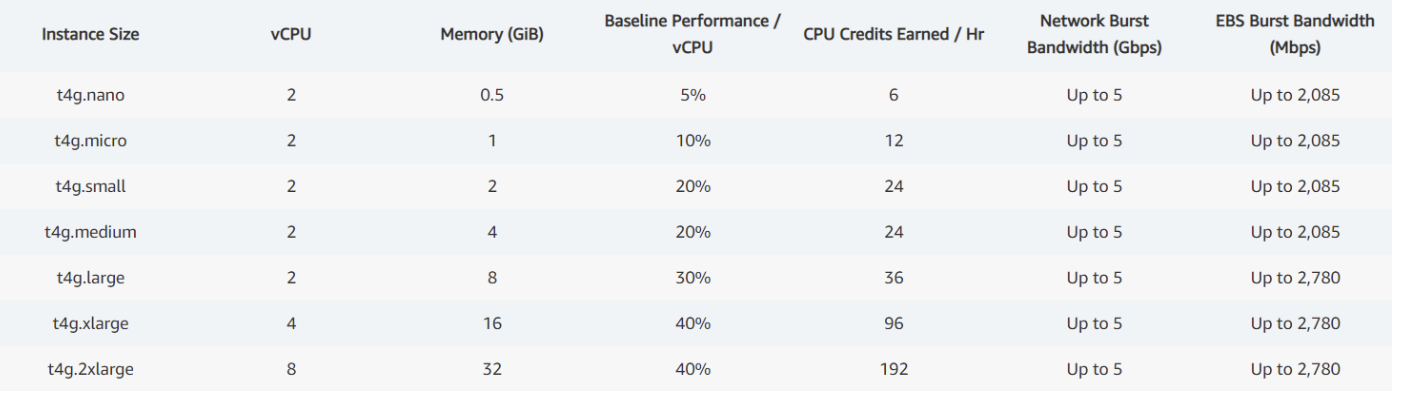 Instance Size vCPU Memory (GiB) Baseline Performance / vCPU CPU Credits Earned / Hr Network Burst Bandwidth (Gbps) EBS Burst Bandwidth (Mbps)
t4g.nano 2 0.5 5% 6 Up to 5 Up to 2,085
t4g.micro 2 1 10% 12 Up to 5 Up to 2,085
t4g.small 2 2 20% 24 Up to 5 Up to 2,085
t4g.medium 2 4 20% 24 Up to 5 Up to 2,085
t4g.large 2 8 30% 36 Up to 5 Up to 2,780
t4g.xlarge 4 16 40% 96 Up to 5 Up to 2,780
t4g.2xlarge 8 32 40% 192 Up to 5 Up to 2,780